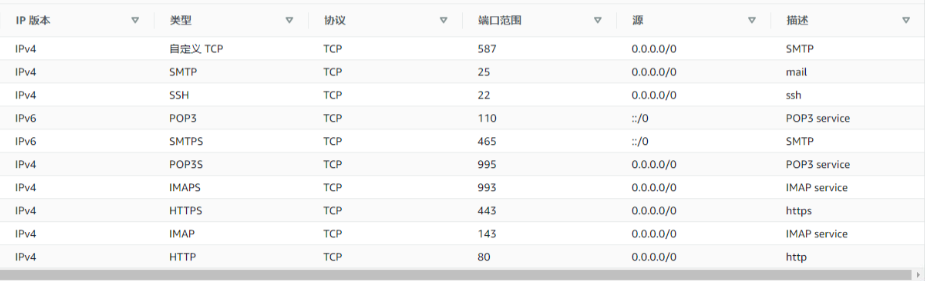 IP 版本 类型 协议 端口范围 源 描述
IPv4 自定义 TCP TCP 587 0.0.0.0/0 SMTP
IPv4 SMTP TCP 25 0.0.0.0/0 mail
IPv4 SSH TCP 22 0.0.0.0/0 ssh
IPv6 POP3 TCP 110 ::/0 POP3 service
IPv6 SMTPS TCP 465 ::/0 SMTP
IPv4 POP3S TCP 995 0.0.0.0/0 POP3 service
IPv4 IMAPS TCP 993 0.0.0.0/0 IMAP service
IPv4 HTTPS TCP 443 0.0.0.0/0 https
IPv4 IMAP TCP 143 0.0.0.0/0 IMAP service
IPv4 HTTP TCP 80 0.0.0.0/0 http